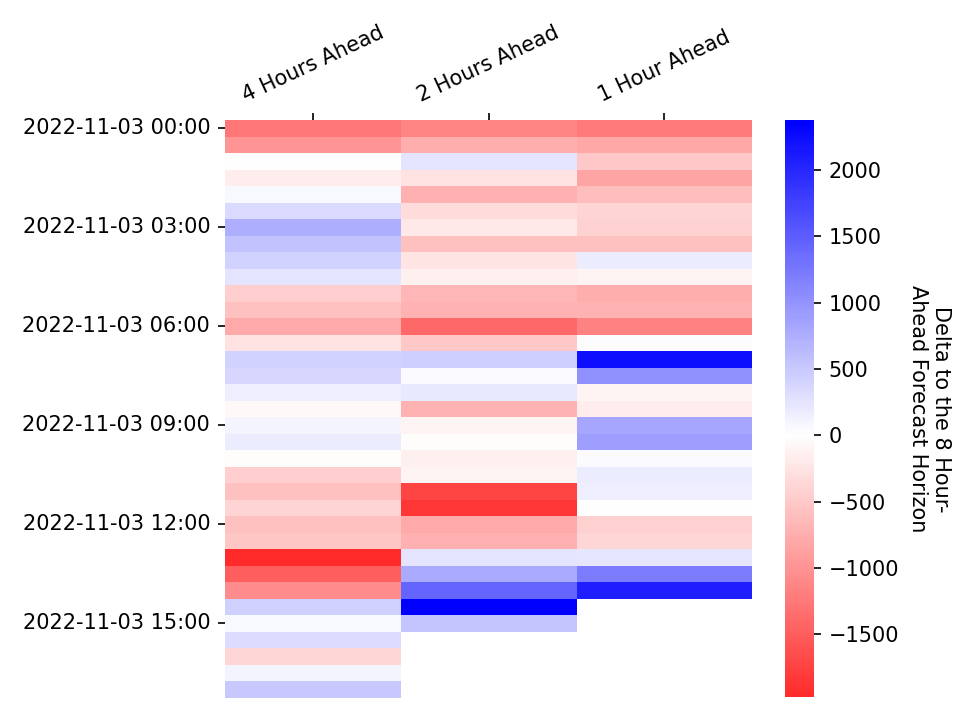 4 Hours Ahead
2 Hours Ahead
1 Hour Ahead
2022-11-03 00:00
2022-11-03 03:00
2022-11-03 06:00
2022-11-03 09:00
2022-11-03 12:00
2022-11-03 15:00
2000
1500
1000
500
0
−500
−1000
−1500
Delta to the 8 Hour-
Ahead Forecast Horizon